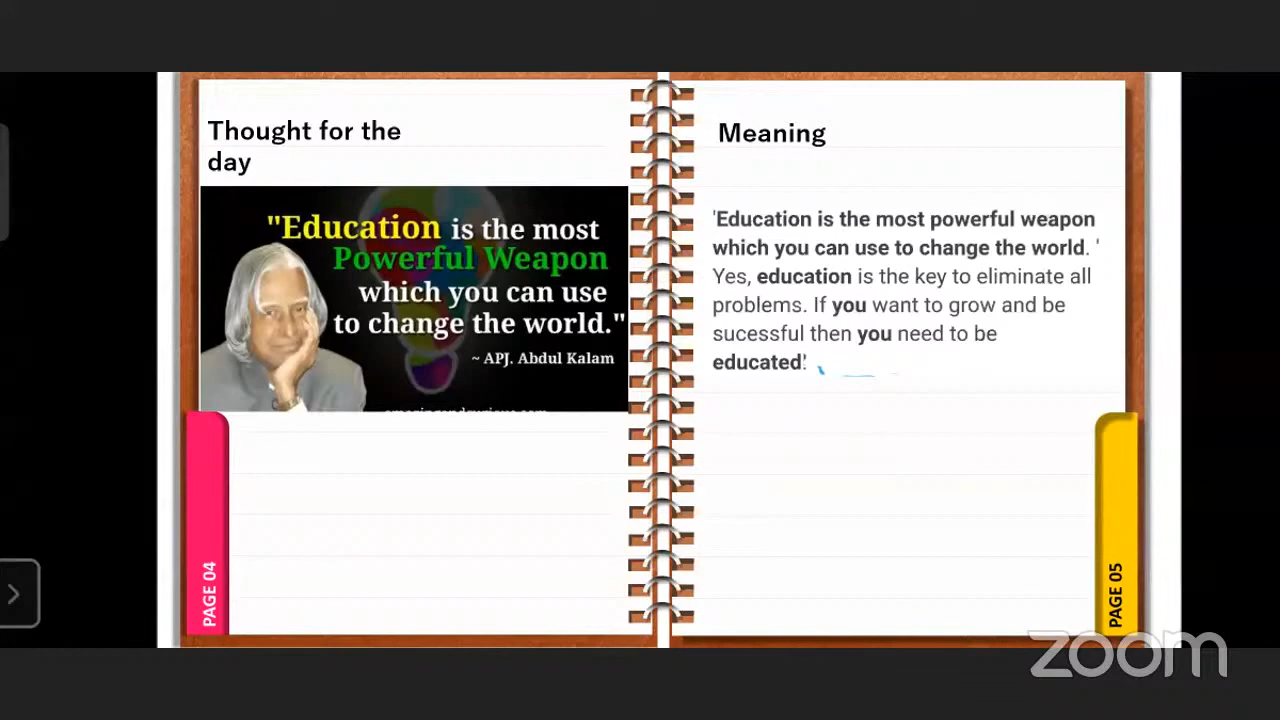 Thought for the
day
"Education is the most
Powerful Weapon
which you can use
to change the world."
~ APJ. Abdul Kalam
PAGE 04
Meaning
'Education is the most powerful weapon
which you can use to change the world. '
Yes, education is the key to eliminate all
problems. If you want to grow and be
sucessful then you need to be
educated'.
PAGE 05
zoom